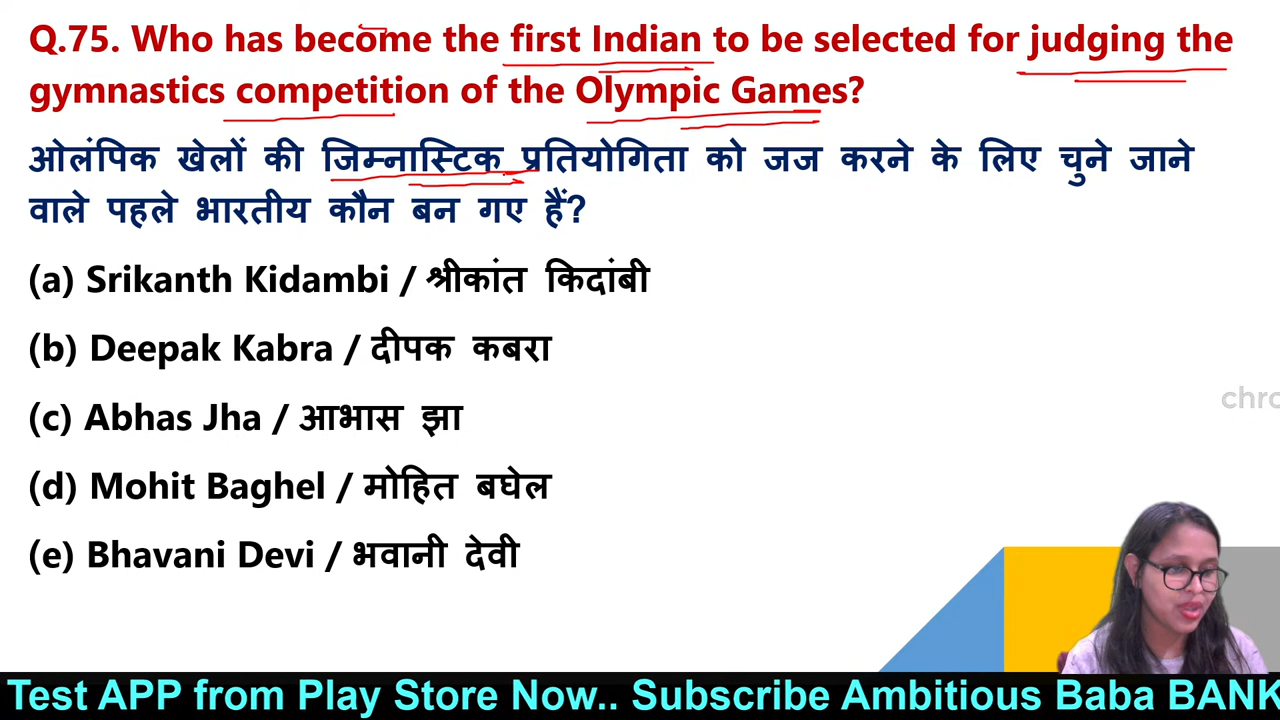 Q.75. Who has become the first Indian to be selected for judging the
gymnastics competition of the Olympic Games?
ओलंपिक खेलों की जिम्नास्टिक प्रतियोगिता को जज करने के लिए चुने जाने
वाले पहले भारतीय कौन बन गए हैं?
(a) Srikanth Kidambi / श्रीकांत किदांबी
(b) Deepak Kabra / दीपक कबरा
(c) Abhas Jha / आभास झा
(d) Mohit Baghel / मोहित बघेल
(e) Bhavani Devi / भवानी देवी
chro
Test APP from Play Store Now.. Subscribe Ambitious Baba BANK